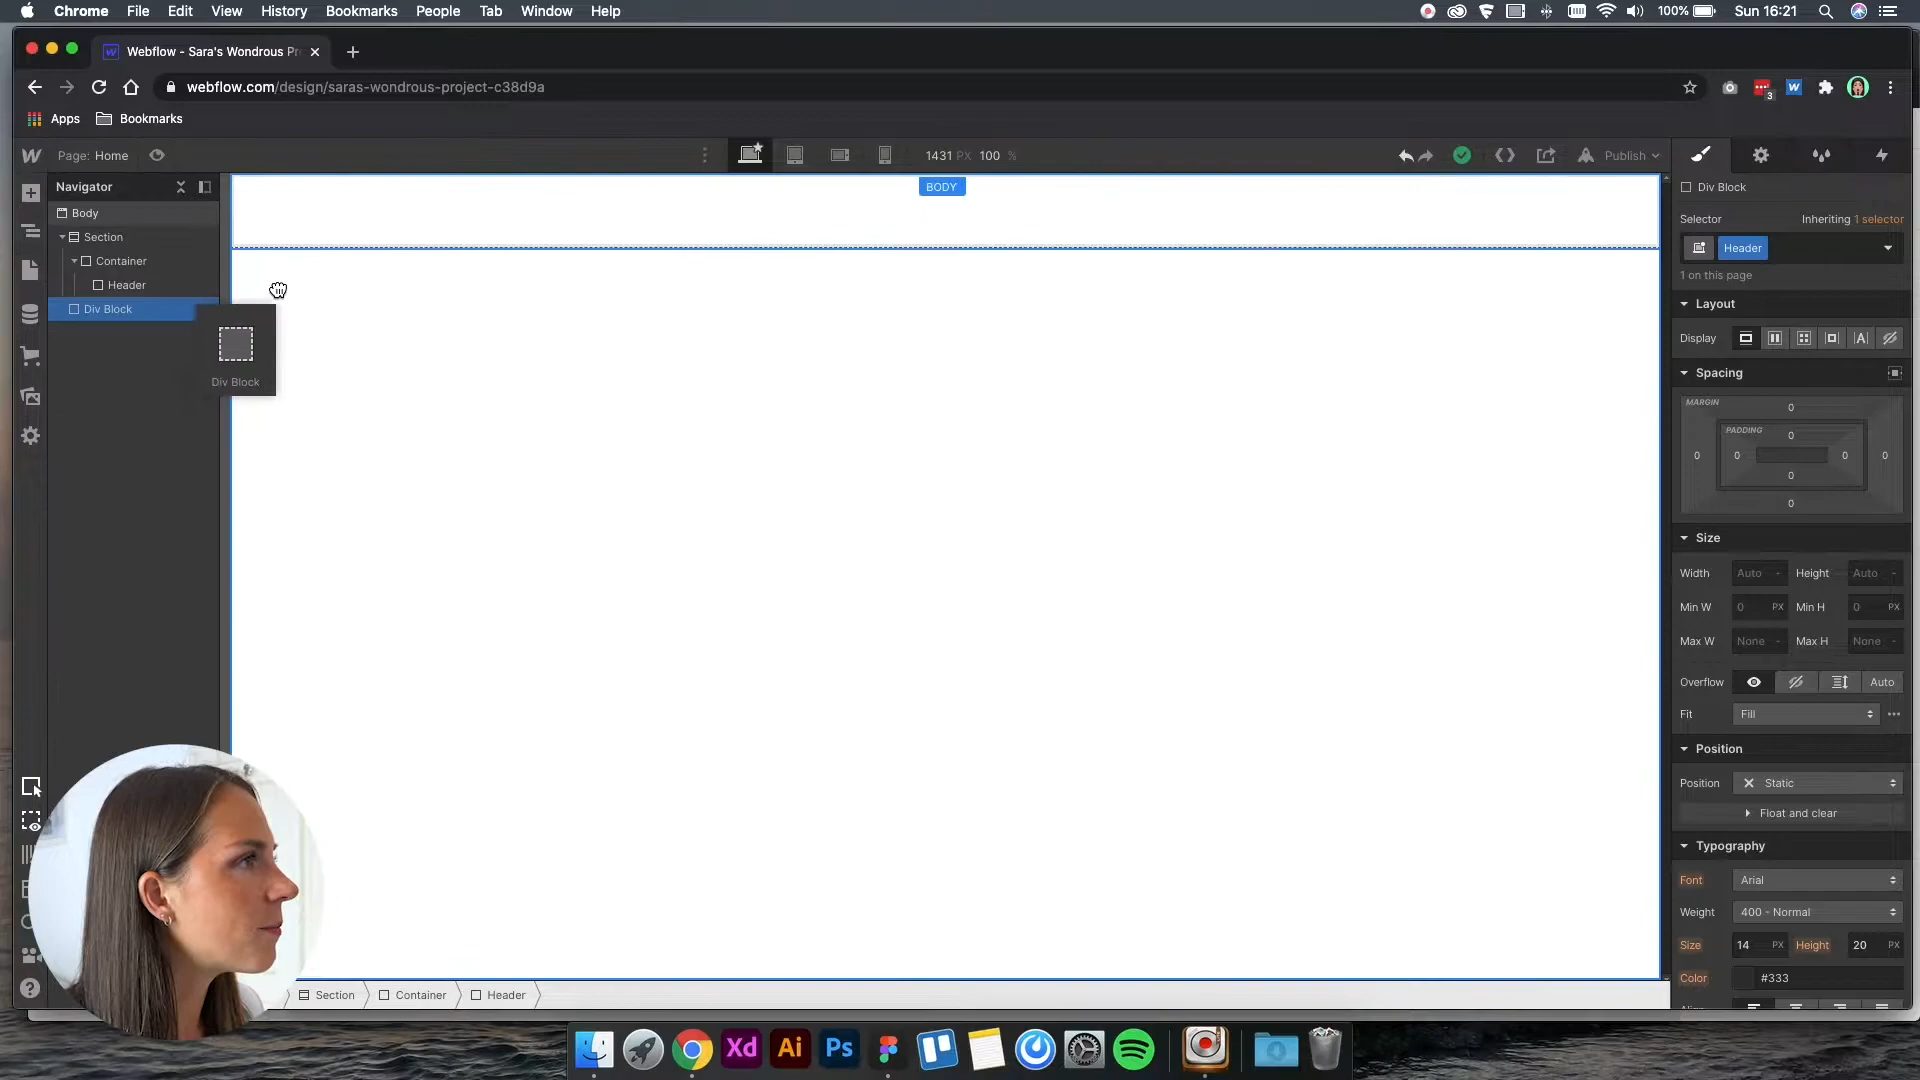 Chrome File Edit View History Bookmarks People Tab Window Help
100% Sun 16:21
Webflow - Sara's Wondrous Pr
webflow.com/design/saras-wondrous-project-c38d9a
3
Apps Bookmarks
Page: Home
1431 PX 100 %
Publish
Navigator
Body
Section
Container
Header
Div Block
Div Block
BODY
Div Block
Selector Inheriting 1 selector
Header
1 on this page
Layout
Display
Spacing
MARGIN
0
PADDING
0
0 0 0 0
0
0
Size
Width Auto - Height Auto -
Min W 0 PX Min H 0 PX
Max W None - Max H None -
Overflow Auto
Fit Fill
Position
Position Static
Float and clear
Typography
Font Arial
Weight 400 - Normal
Size 14 PX Height 20 PX
Color #333
Section Container Header
Xd Ai Ps